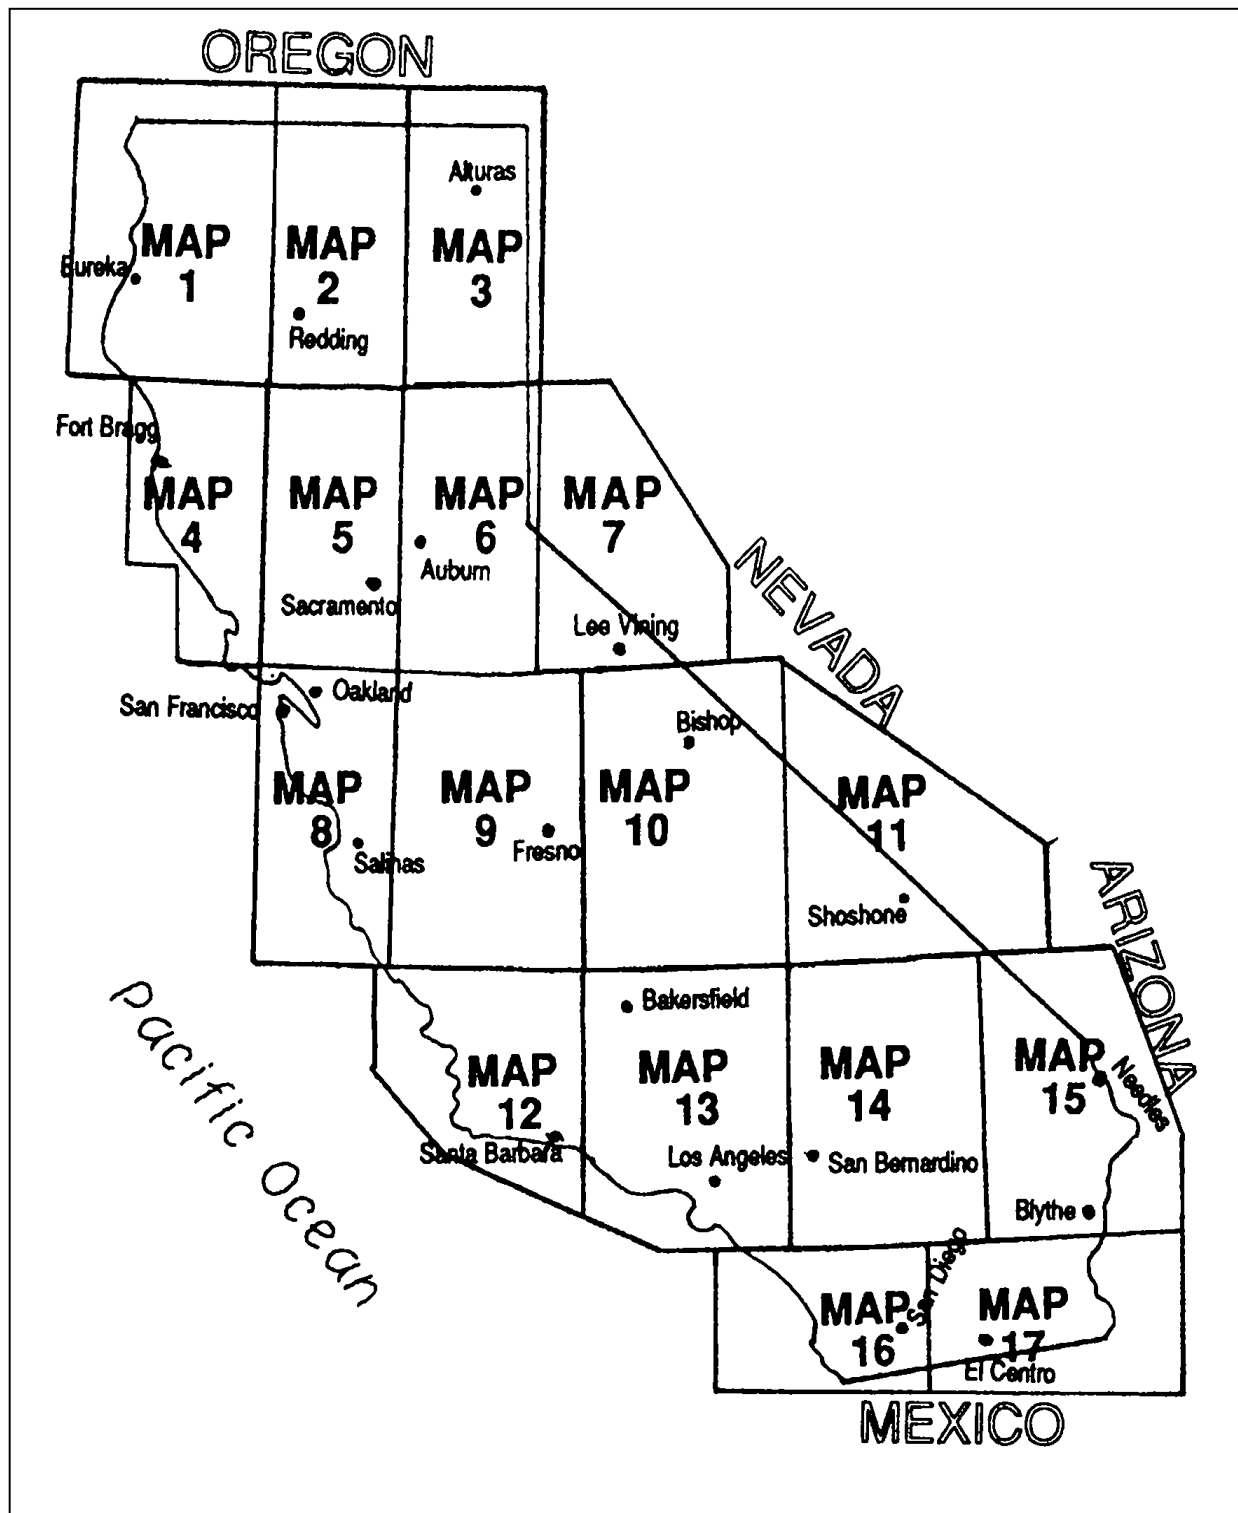 OREGON
Alturas
MAP
1
MAP
2
MAP
3
Eureka
Redding
Fort Bragg
MAP
4
MAP
5
MAP
6
MAP
7
Auburn
Sacramento
Lee Vining
NEVADA
San Francisco
Oakland
Bishop
MAP
8
MAP
9
MAP
10
MAP
11
Salinas
Fresno
Shoshone
ARIZONA
Pacific Ocean
Bakersfield
MAP
12
MAP
13
MAP
14
MAP
15
Needles
Santa Barbara
Los Angeles
San Bernardino
Blythe
San Diego
MAP
16
MAP
17
El Centro
MEXICO